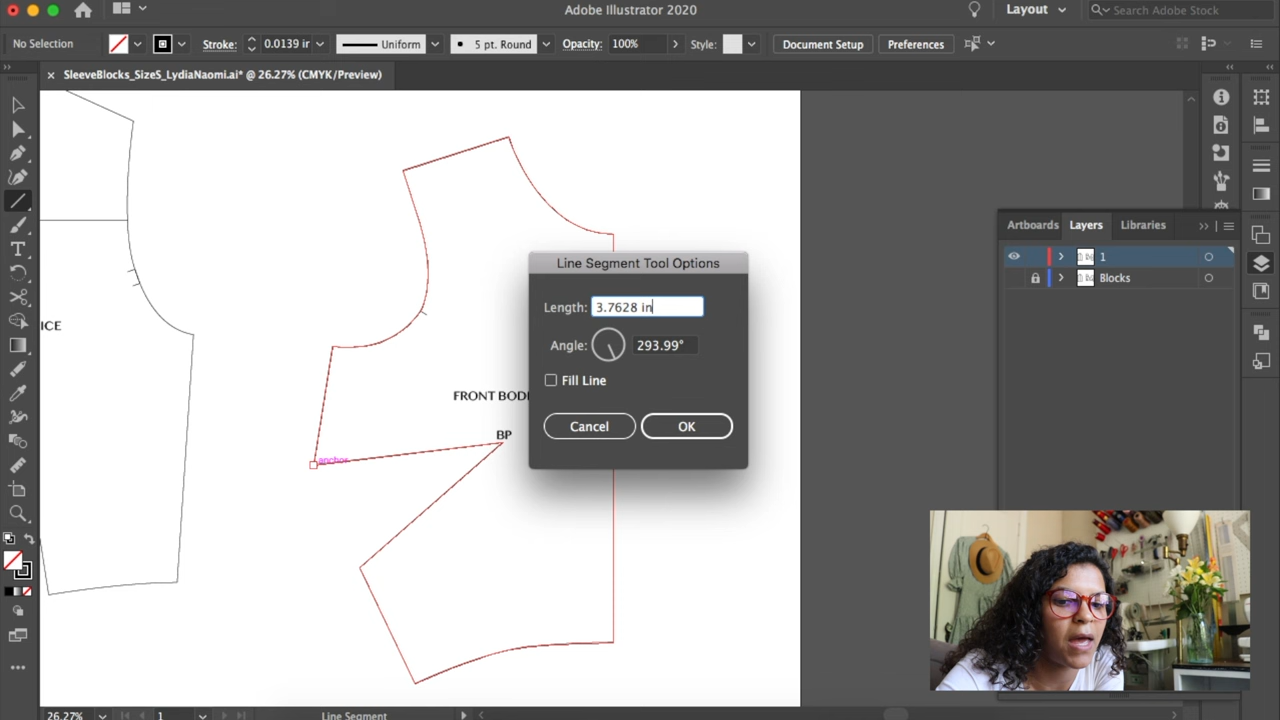 Adobe Illustrator 2020
Layout
Search Adobe Stock
No Selection
Stroke:
0.0139 ir
Uniform
5 pt. Round
Opacity:
100%
Style:
Document Setup
Preferences
SleeveBlocks_SizeS_LydiaNaomi.ai* @ 26.27% (CMYK/Preview)
Artboards
Layers
Libraries
1
Blocks
Line Segment Tool Options
Length:
3.7628 in
Angle:
293.99°
Fill Line
Cancel
OK
ICE
FRONT BODI
BP
anchor
26.27%
1
Line Segment